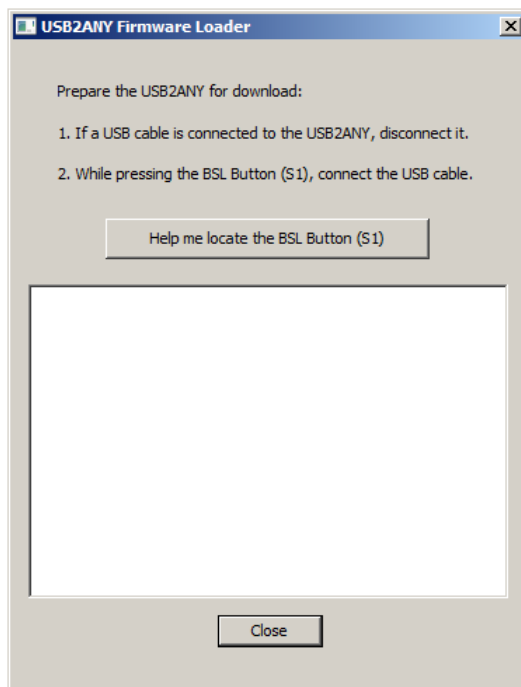 USB2ANY Firmware Loader
Prepare the USB2ANY for download:
1. If a USB cable is connected to the USB2ANY, disconnect it.
2. While pressing the BSL Button (S1), connect the USB cable.
Help me locate the BSL Button (S1)
Close